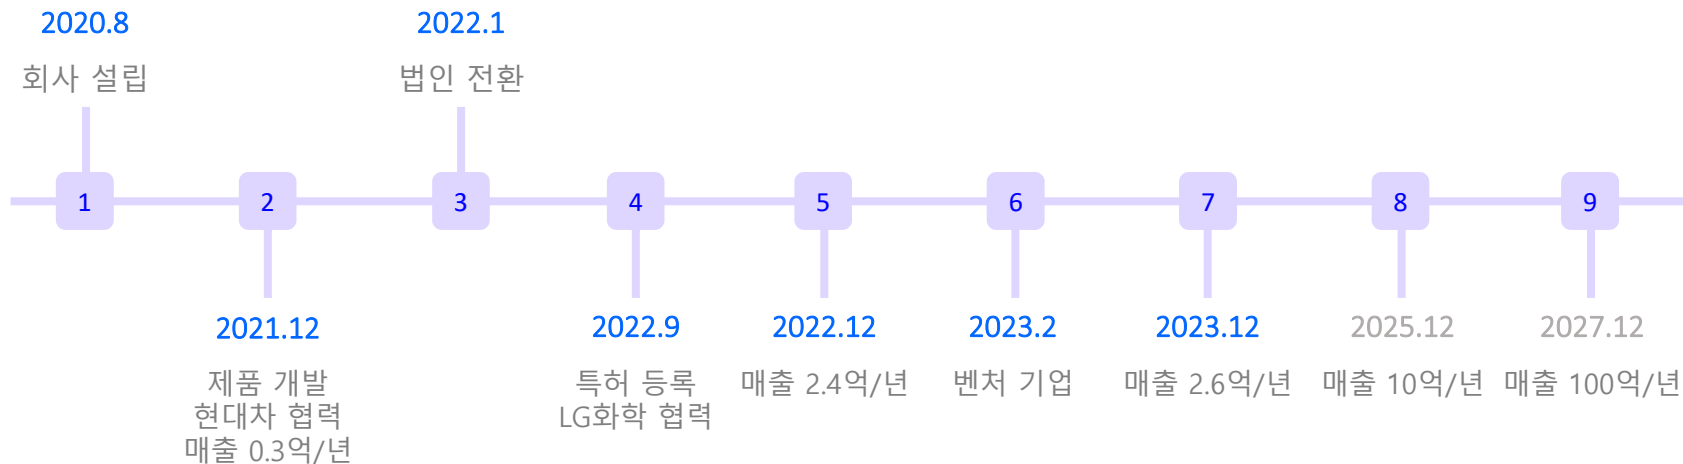 2020.8
회사 설립
2022.1
법인 전환
1
2
3
4
5
6
7
8
9
2021.12
제품 개발
현대차 협력
매출 0.3억/년
2022.9
특허 등록
LG화학 협력
2022.12
매출 2.4억/년
2023.2
벤처 기업
2023.12
매출 2.6억/년
2025.12
매출 10억/년
2027.12
매출 100억/년